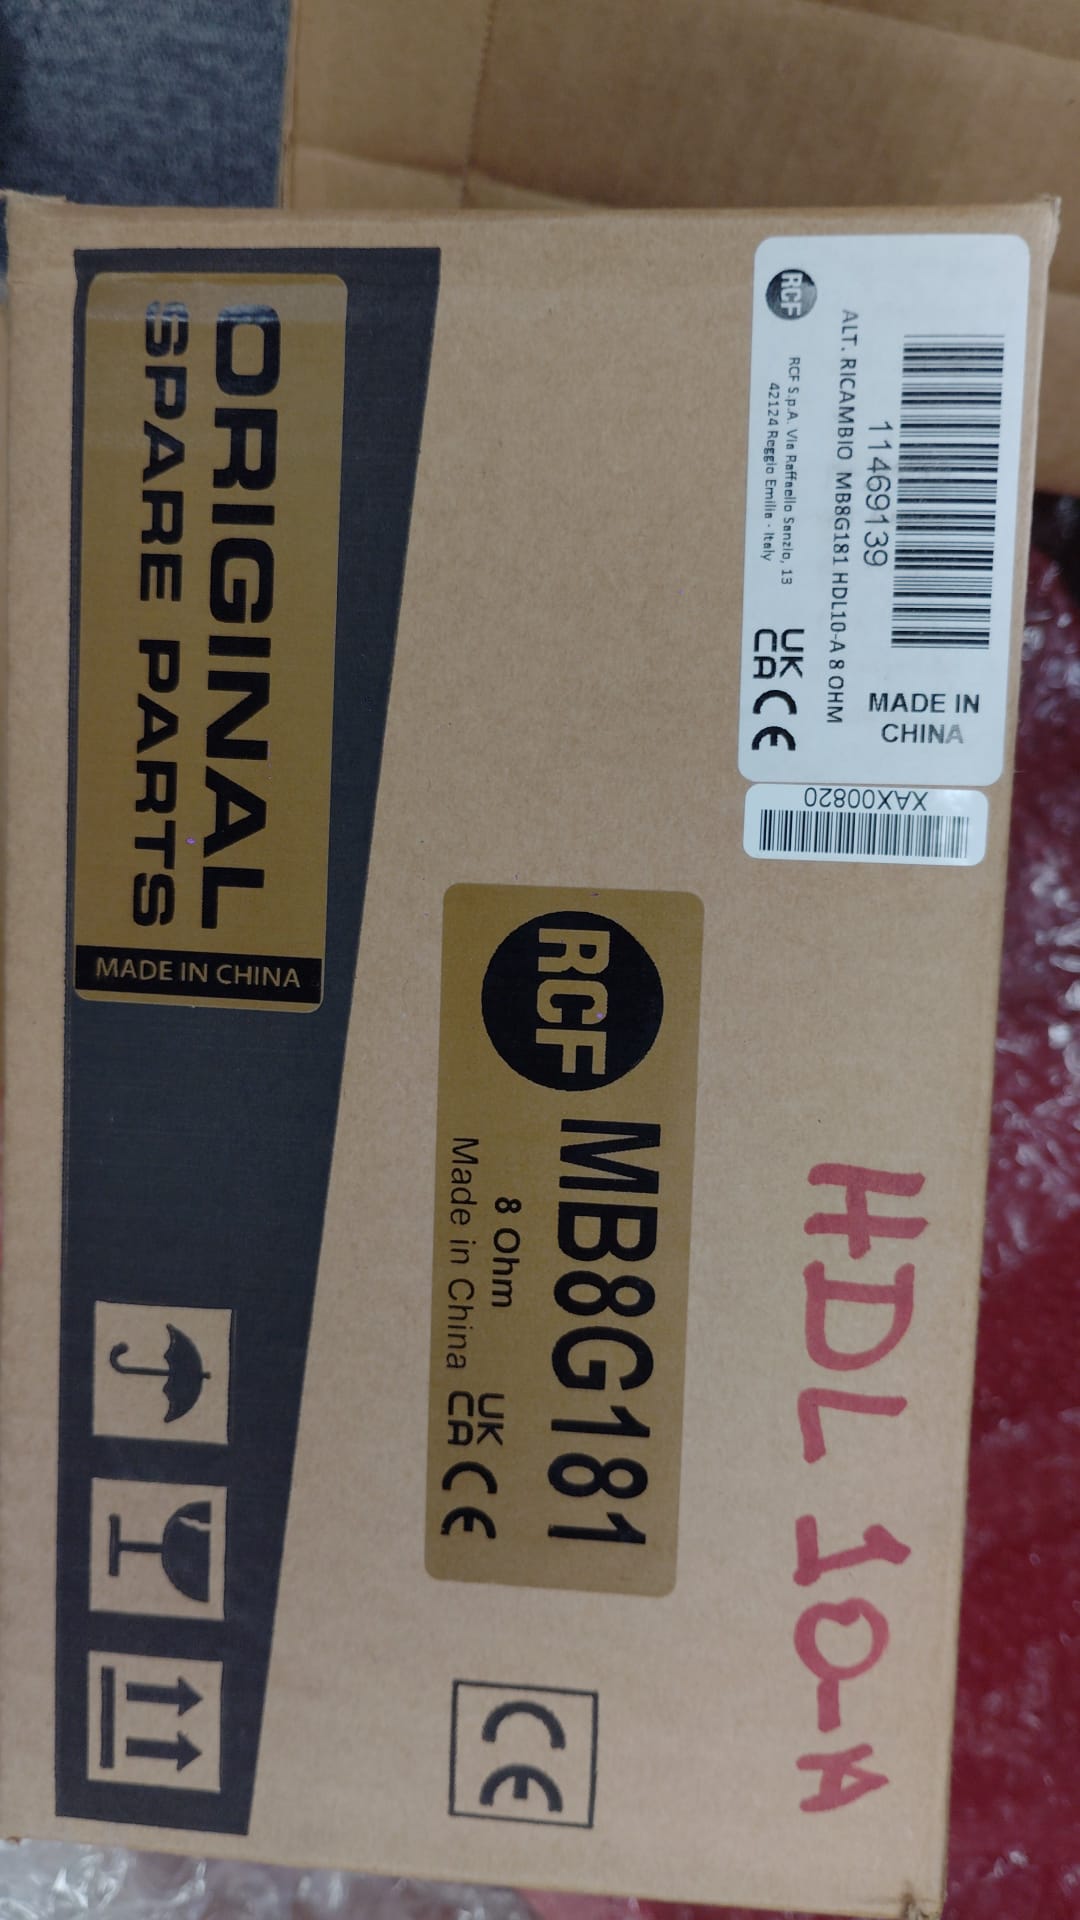 11469139
MADE IN
CHINA
ALT. RICAMBIO MB8G181 HDL10-A 8 OHM
RCF
RCF S.p.A. Via Raffaello Sanzio, 13
42124 Reggio Emilia - Italy
UK
CA CE
XAX00820
HDL 10-A
RCF MB8G181
8 Ohm
Made in China
UK
CA CE
CE
ORIGINAL
SPARE PARTS
MADE IN CHINA